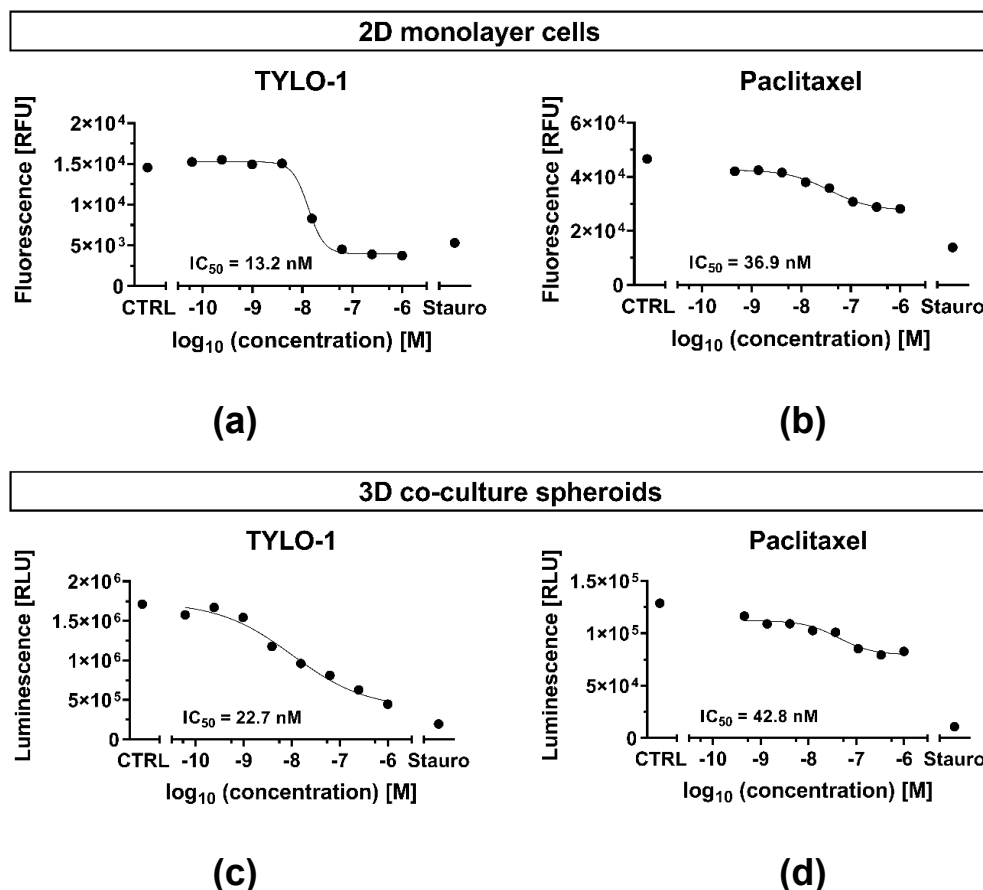 2D monolayer cells
TYLO-1
Fluorescence [RFU]
2×10⁴
1.5×10⁴
1×10⁴
5×10³
0
IC₅₀ = 13.2 nM
CTRL -10 -9 -8 -7 -6 Stauro
log₁₀ (concentration) [M]
(a)
Paclitaxel
Fluorescence [RFU]
6×10⁴
4×10⁴
2×10⁴
0
IC₅₀ = 36.9 nM
CTRL -10 -9 -8 -7 -6 Stauro
log₁₀ (concentration) [M]
(b)
3D co-culture spheroids
TYLO-1
Luminescence [RLU]
2×10⁶
1.5×10⁶
1×10⁶
5×10⁵
0
IC₅₀ = 22.7 nM
CTRL -10 -9 -8 -7 -6 Stauro
log₁₀ (concentration) [M]
(c)
Paclitaxel
Luminescence [RLU]
1.5×10⁵
1×10⁵
5×10⁴
0
IC₅₀ = 42.8 nM
CTRL -10 -9 -8 -7 -6 Stauro
log₁₀ (concentration) [M]
(d)